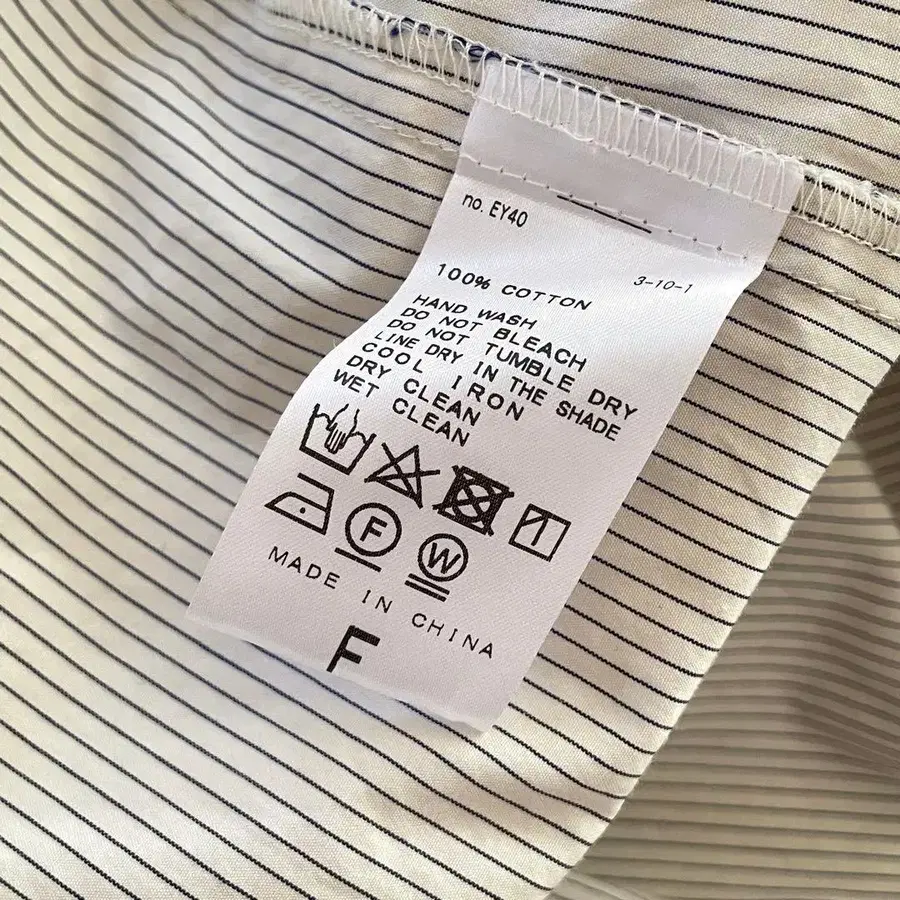 no. EY40
3-10-1
100% COTTON
HAND WASH
DO NOT BLEACH
DO NOT TUMBLE DRY
LINE DRY IN THE SHADE
COOL IRON
DRY CLEAN
WET CLEAN
F
W
MADE IN CHINA
F